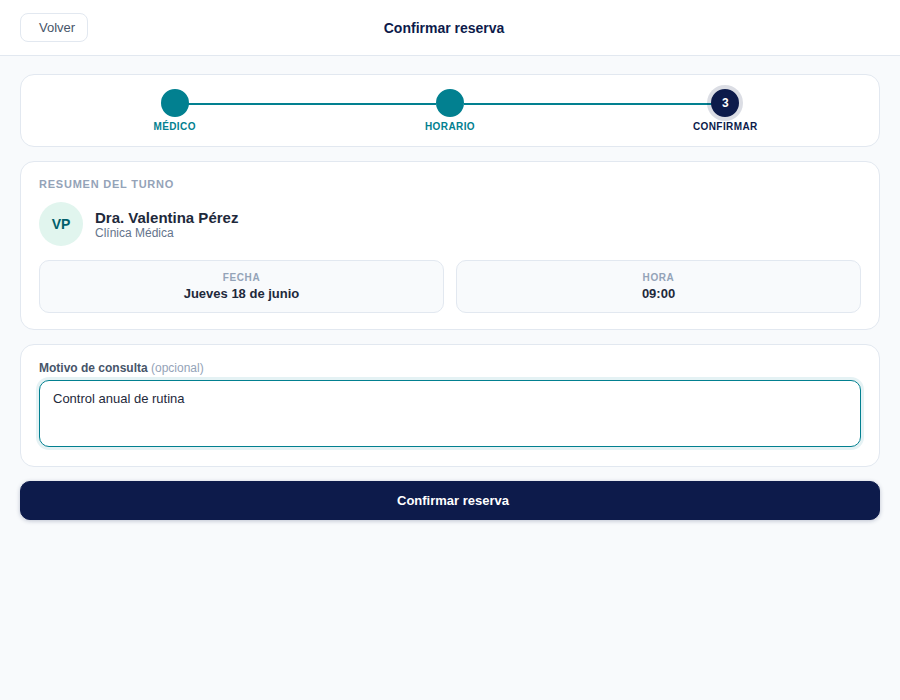 Volver
Confirmar reserva
3
MÉDICO
HORARIO
CONFIRMAR
RESUMEN DEL TURNO
VP
Dra. Valentina Pérez
Clínica Médica
FECHA
Jueves 18 de junio
HORA
09:00
Motivo de consulta (opcional)
Control anual de rutina
Confirmar reserva